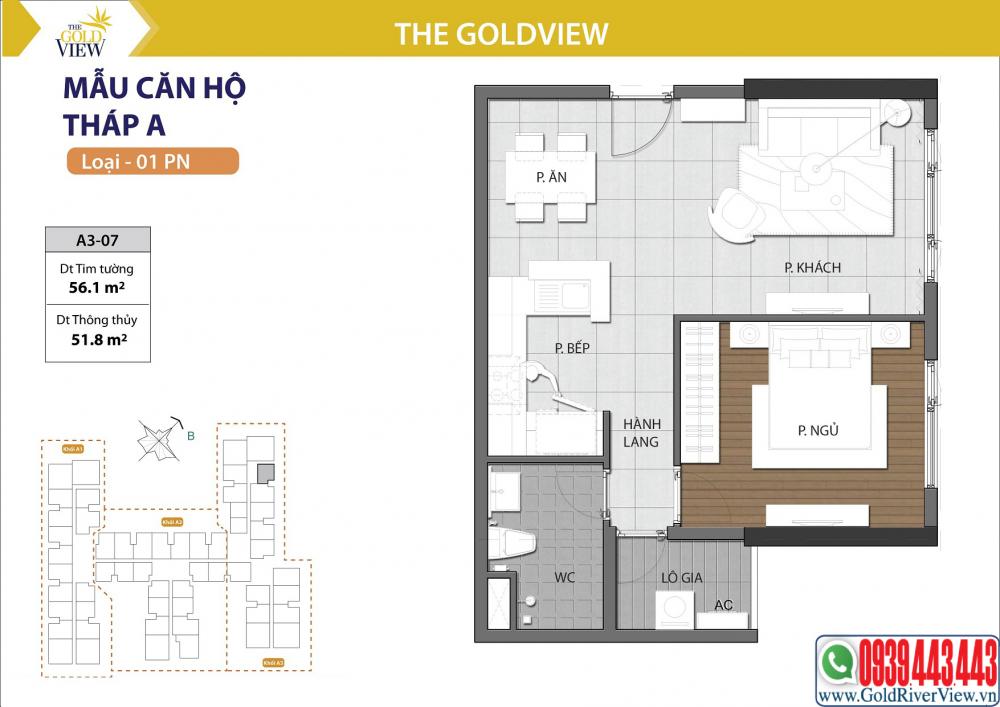 THE
GOLD
VIEW
THE GOLDVIEW
MẪU CĂN HỘ
THÁP A
Loại - 01 PN
A3-07
Dt Tim tường
56.1 m²
Dt Thông thủy
51.8 m²
B
Khối A1
Khối A2
Khối A3
P. ĂN
P. KHÁCH
P. BẾP
HÀNH
LANG
P. NGỦ
WC
LÔ GIA
AC
0939443443
www.GoldRiverView.vn